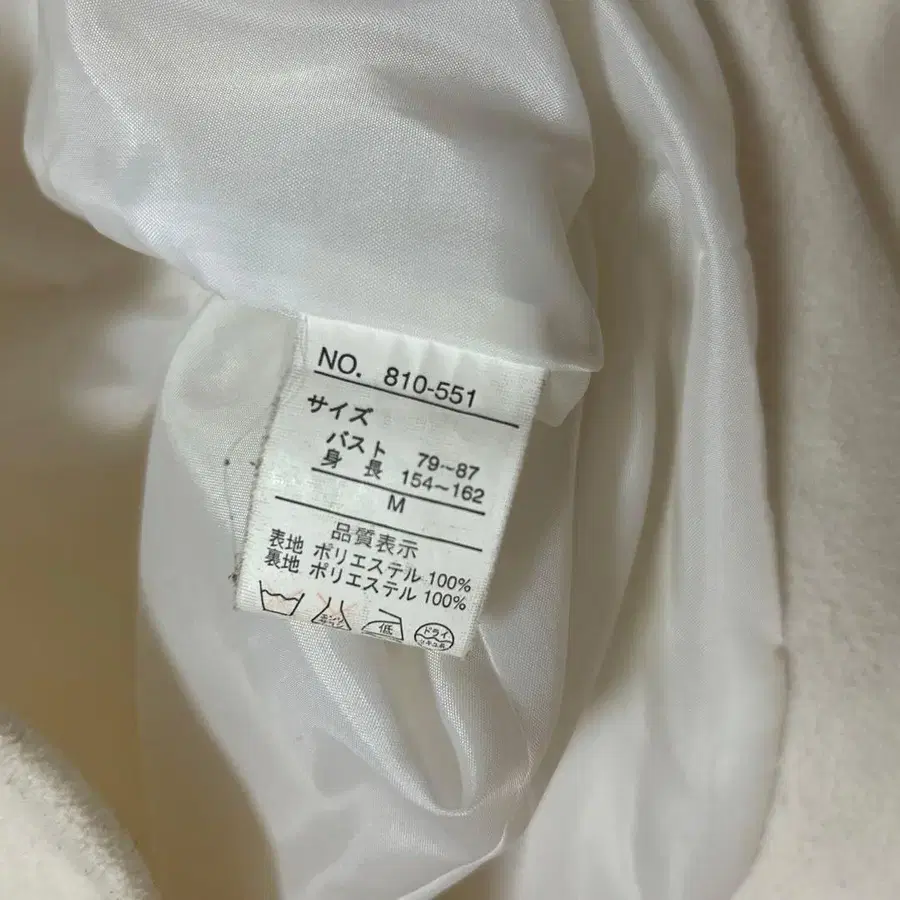 NO. 810-551
サイズ
バスト 79~87
身長 154~162
M
品質表示
表地 ポリエステル 100%
裏地 ポリエステル 100%
低 ドライ